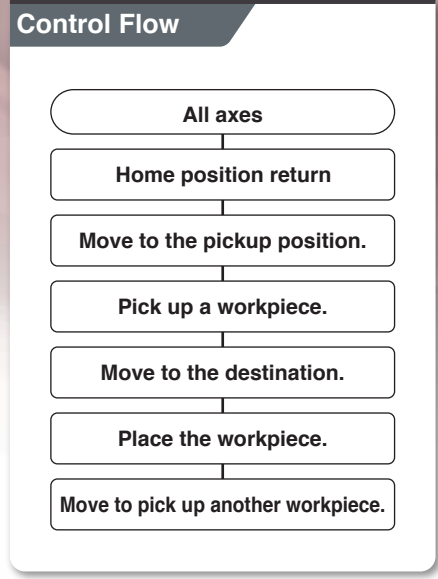 Control Flow
All axes
Home position return
Move to the pickup position.
Pick up a workpiece.
Move to the destination.
Place the workpiece.
Move to pick up another workpiece.